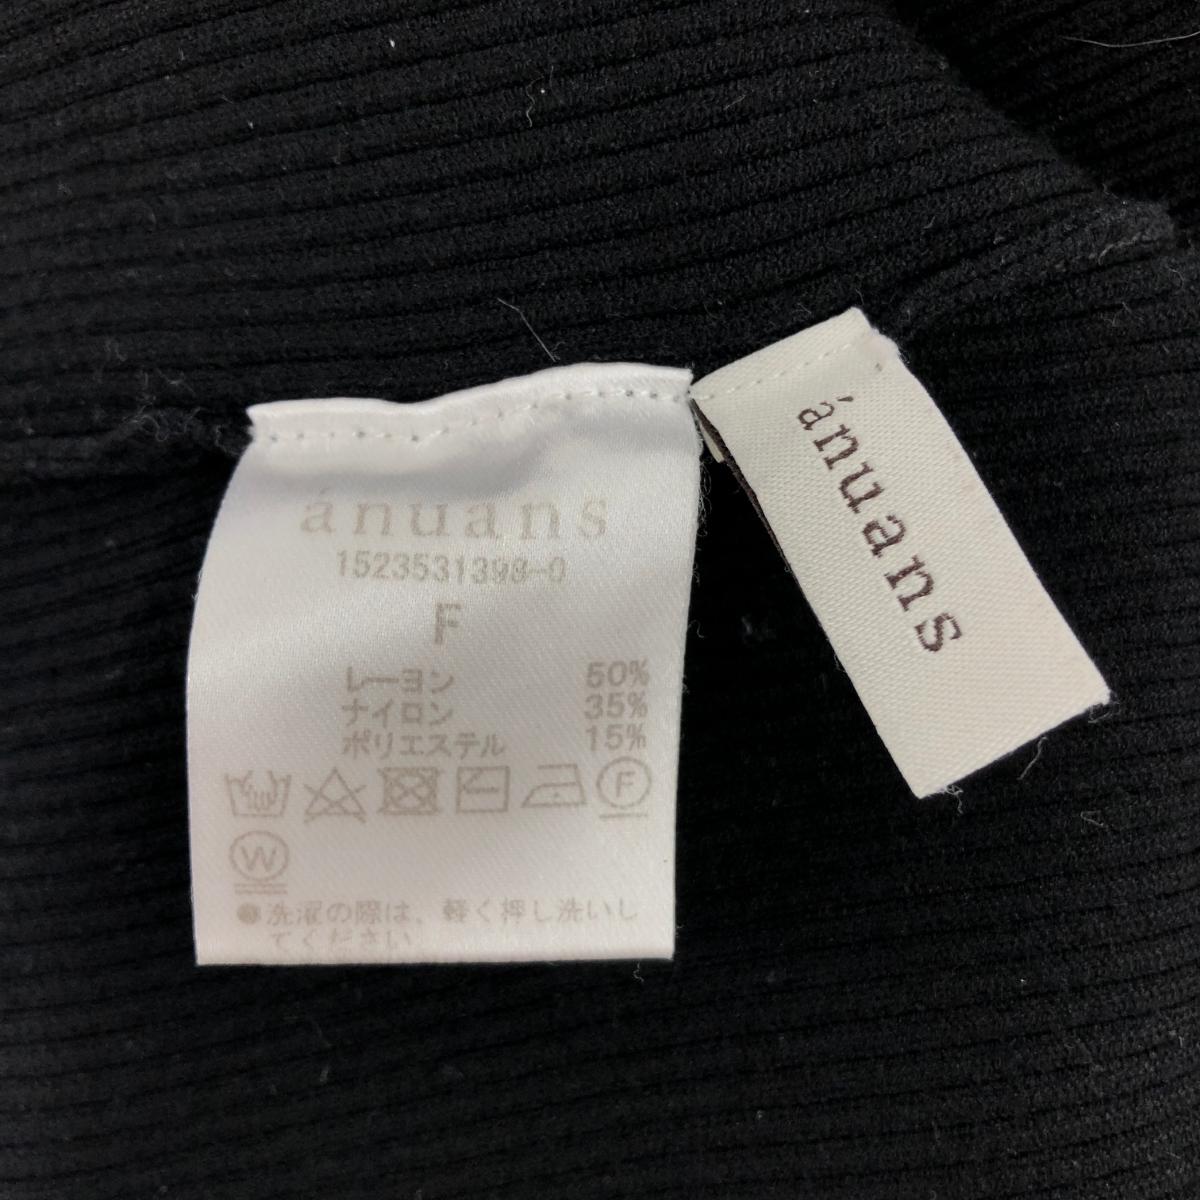 ánuans
1523531398-0
F
レーヨン 50%
ナイロン 35%
ポリエステル 15%
F
W
●洗濯の際は、軽く押し洗いし
てください
ánuans